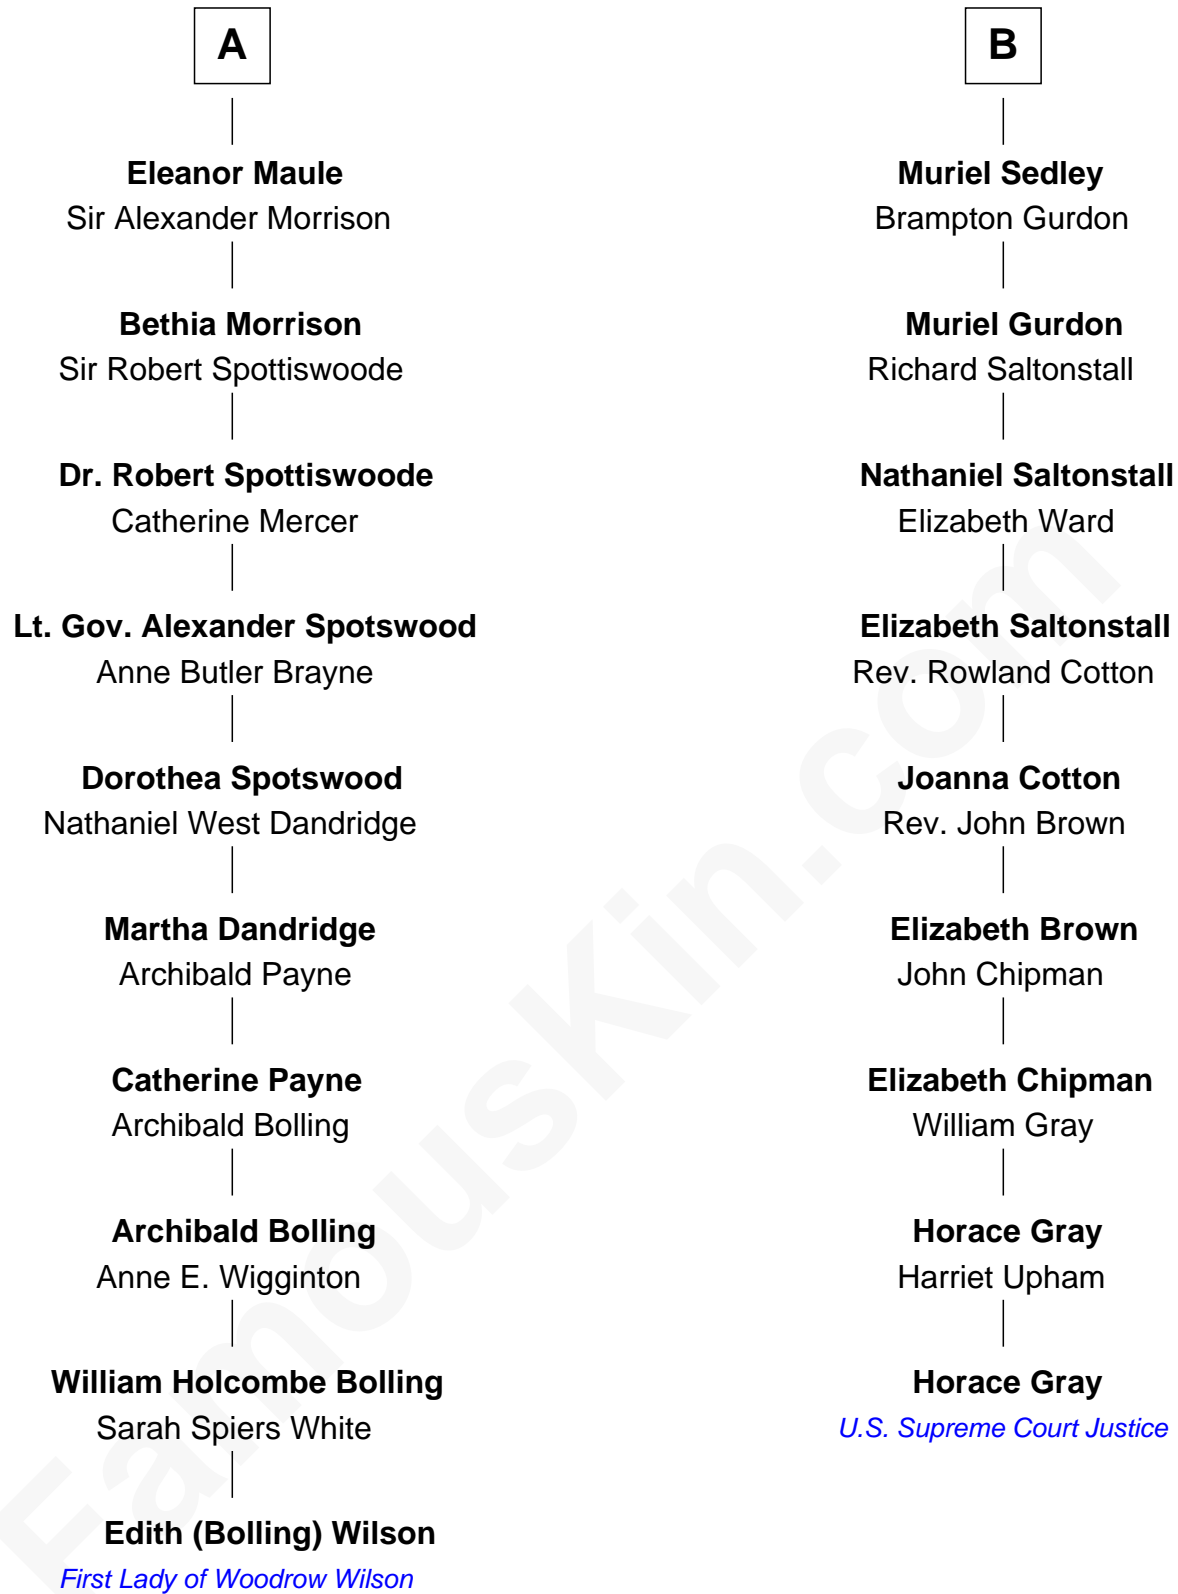 A
Eleanor Maule
Sir Alexander Morrison
Bethia Morrison
Sir Robert Spottiswoode
Dr. Robert Spottiswoode
Catherine Mercer
Lt. Gov. Alexander Spotswood
Anne Butler Brayne
Dorothea Spotswood
Nathaniel West Dandridge
Martha Dandridge
Archibald Payne
Catherine Payne
Archibald Bolling
Archibald Bolling
Anne E. Wigginton
William Holcombe Bolling
Sarah Spiers White
Edith (Bolling) Wilson
First Lady of Woodrow Wilson
B
Muriel Sedley
Brampton Gurdon
Muriel Gurdon
Richard Saltonstall
Nathaniel Saltonstall
Elizabeth Ward
Elizabeth Saltonstall
Rev. Rowland Cotton
Joanna Cotton
Rev. John Brown
Elizabeth Brown
John Chipman
Elizabeth Chipman
William Gray
Horace Gray
Harriet Upham
Horace Gray
U.S. Supreme Court Justice
FamousKin.com